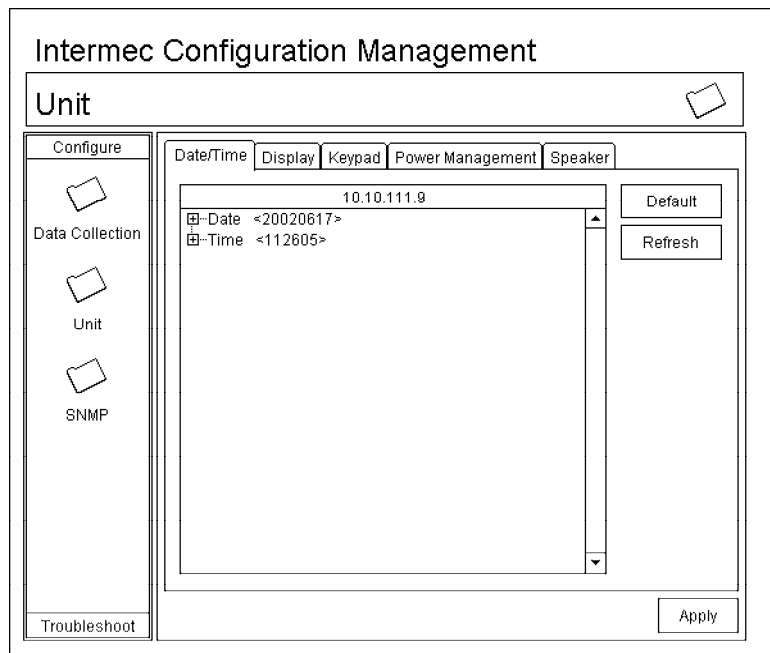 Intermec Configuration Management
Unit
Configure
Data Collection
Unit
SNMP
Troubleshoot
Date/Time Display Keypad Power Management Speaker
10.10.111.9
Date <20020617>
Time <112605>
Default
Refresh
Apply